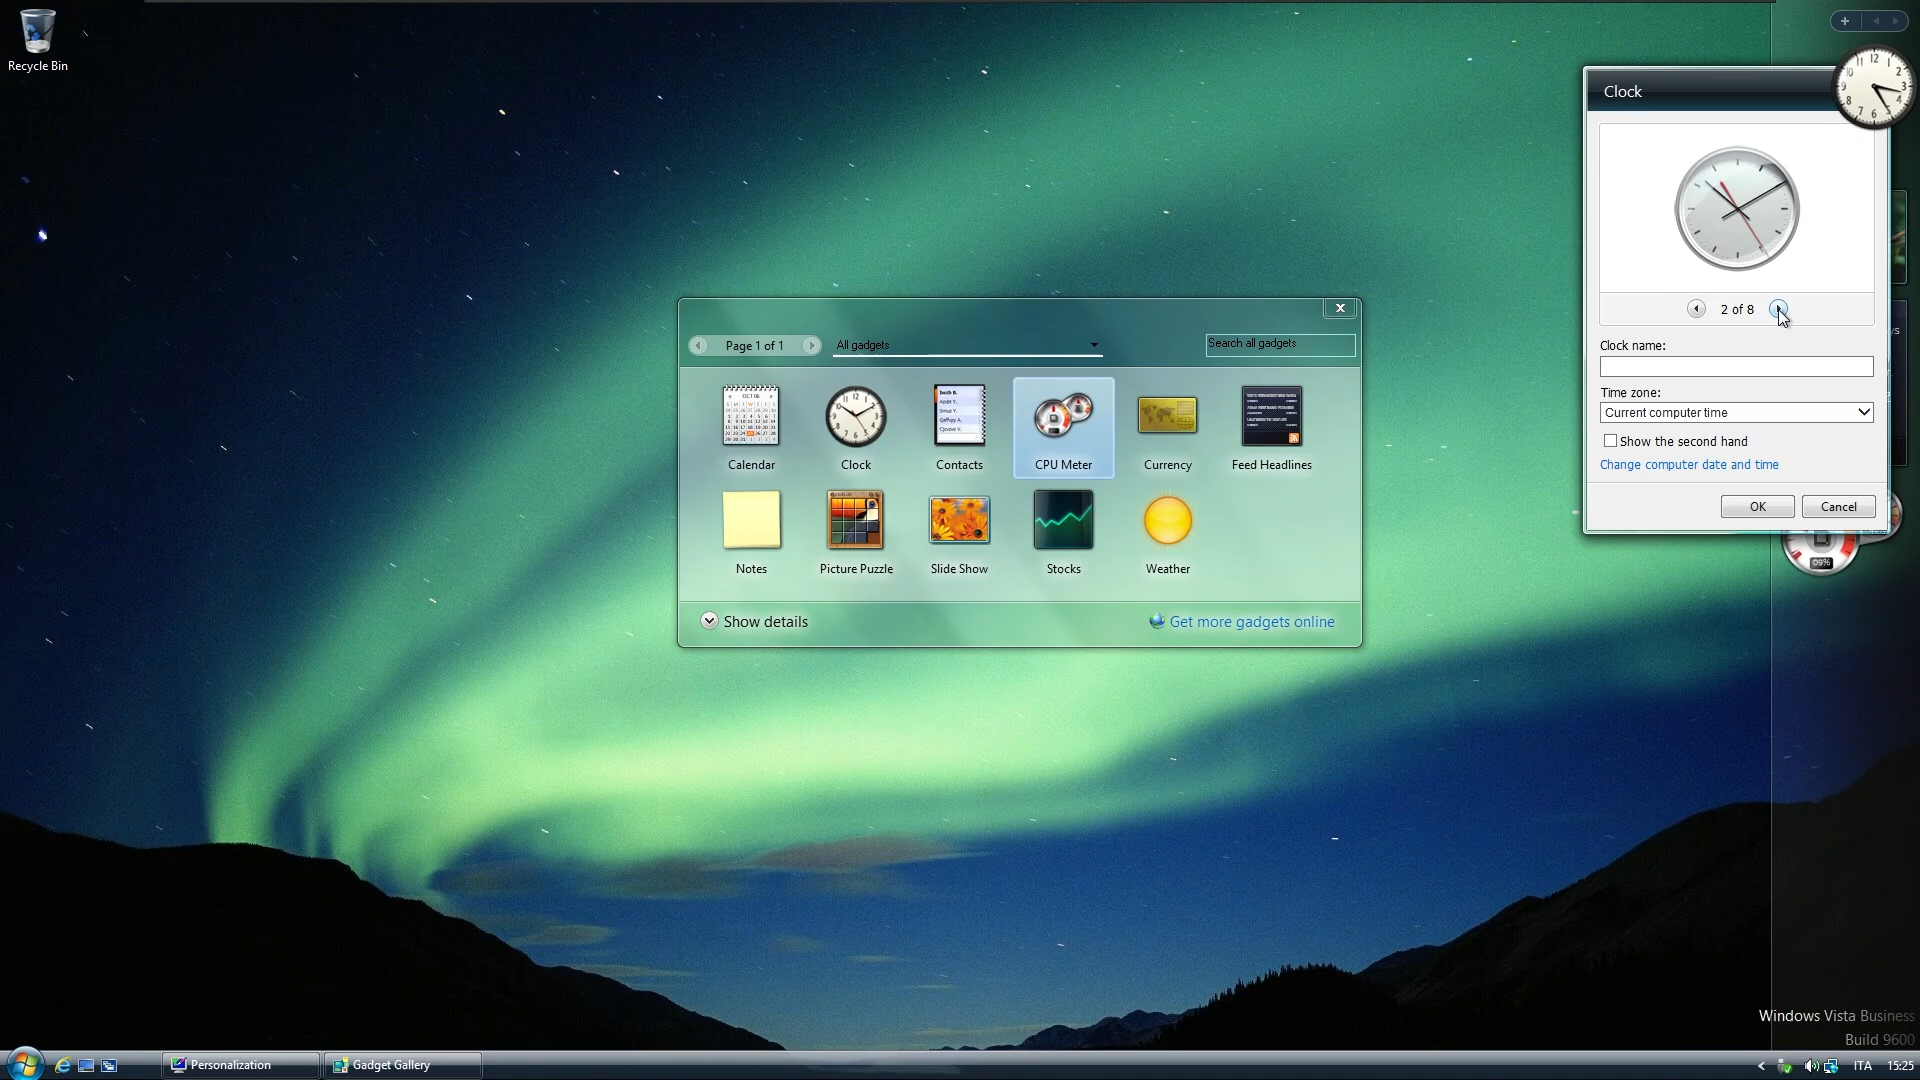 Recycle Bin
Clock
2 of 8
Clock name:
Time zone:
Current computer time
Show the second hand
Change computer date and time
OK
Cancel
09%
Page 1 of 1
All gadgets
Search all gadgets
OCT 06
Calendar
Clock
Contacts
CPU Meter
Currency
Feed Headlines
Notes
Picture Puzzle
Slide Show
Stocks
Weather
Show details
Get more gadgets online
Windows Vista Business
Build 9600
Personalization
Gadget Gallery
ITA
15:25